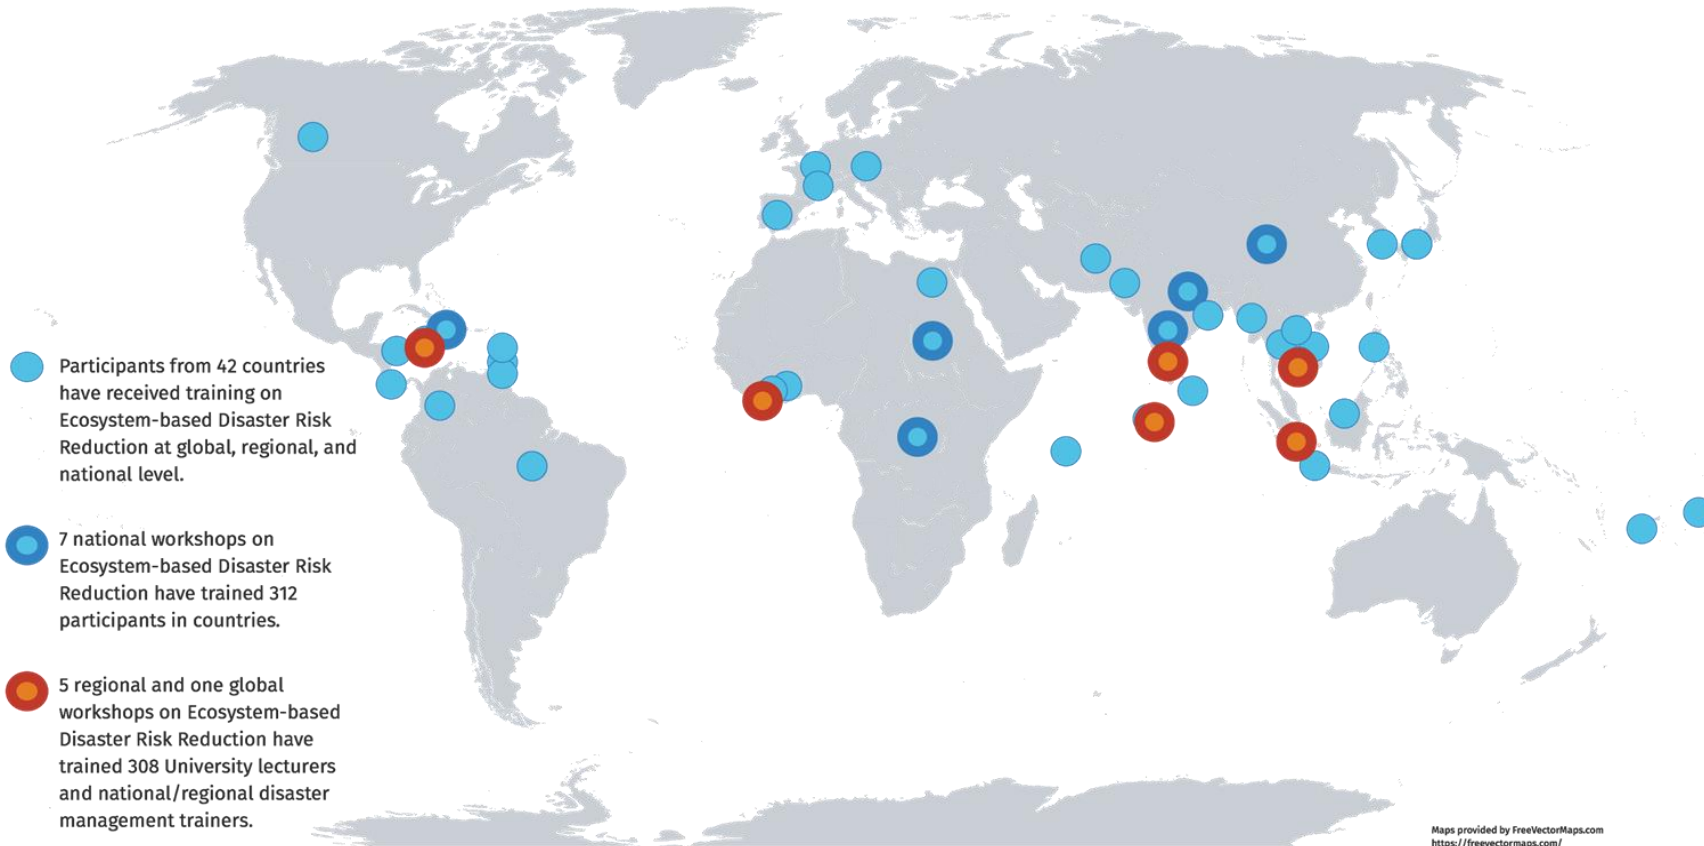 Participants from 42 countries
have received training on
Ecosystem-based Disaster Risk
Reduction at global, regional, and
national level.
7 national workshops on
Ecosystem-based Disaster Risk
Reduction have trained 312
participants in countries.
5 regional and one global
workshops on Ecosystem-based
Disaster Risk Reduction have
trained 308 University lecturers
and national/regional disaster
management trainers.
Maps provided by FreeVectorMaps.com
https://freevectormaps.com/